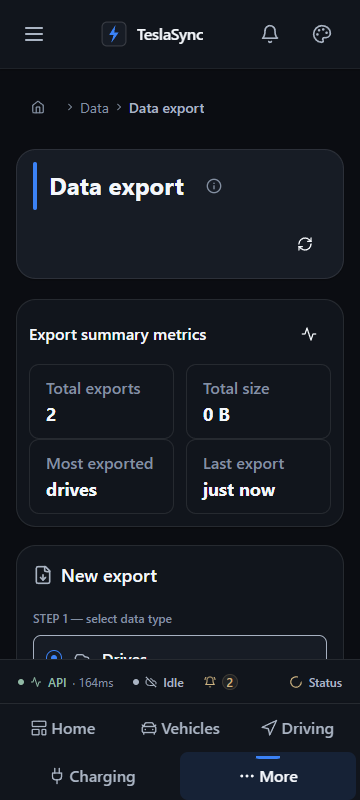 TeslaSync
Data Data export
Data export
Export summary metrics
Total exports
2
Total size
0 B
Most exported
drives
Last export
just now
New export
STEP 1 — select data type
Drives
API · 164ms Idle 2 Status
Home Vehicles Driving
Charging More